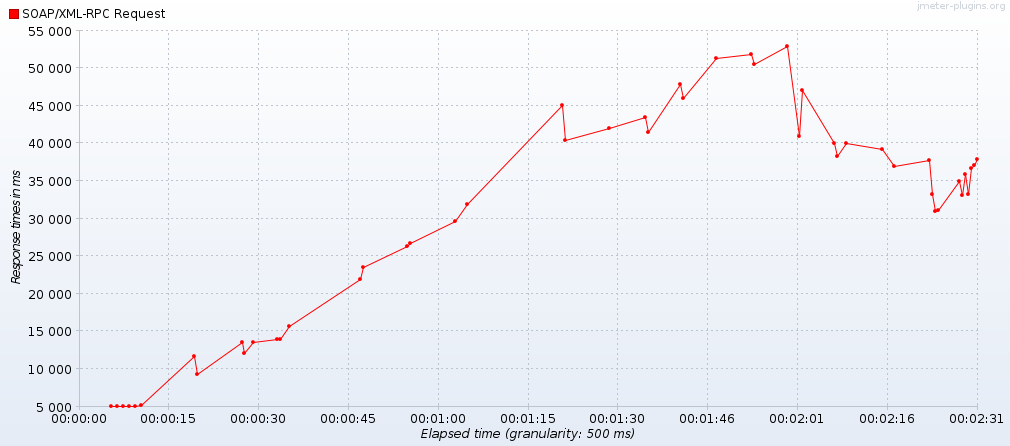 jmeter-plugins.org
SOAP/XML-RPC Request
55 000
50 000
45 000
40 000
35 000
30 000
25 000
20 000
15 000
10 000
5 000
Response times in ms
00:00:00 00:00:15 00:00:30 00:00:45 00:01:00 00:01:15 00:01:30 00:01:46 00:02:01 00:02:16 00:02:31
Elapsed time (granularity: 500 ms)